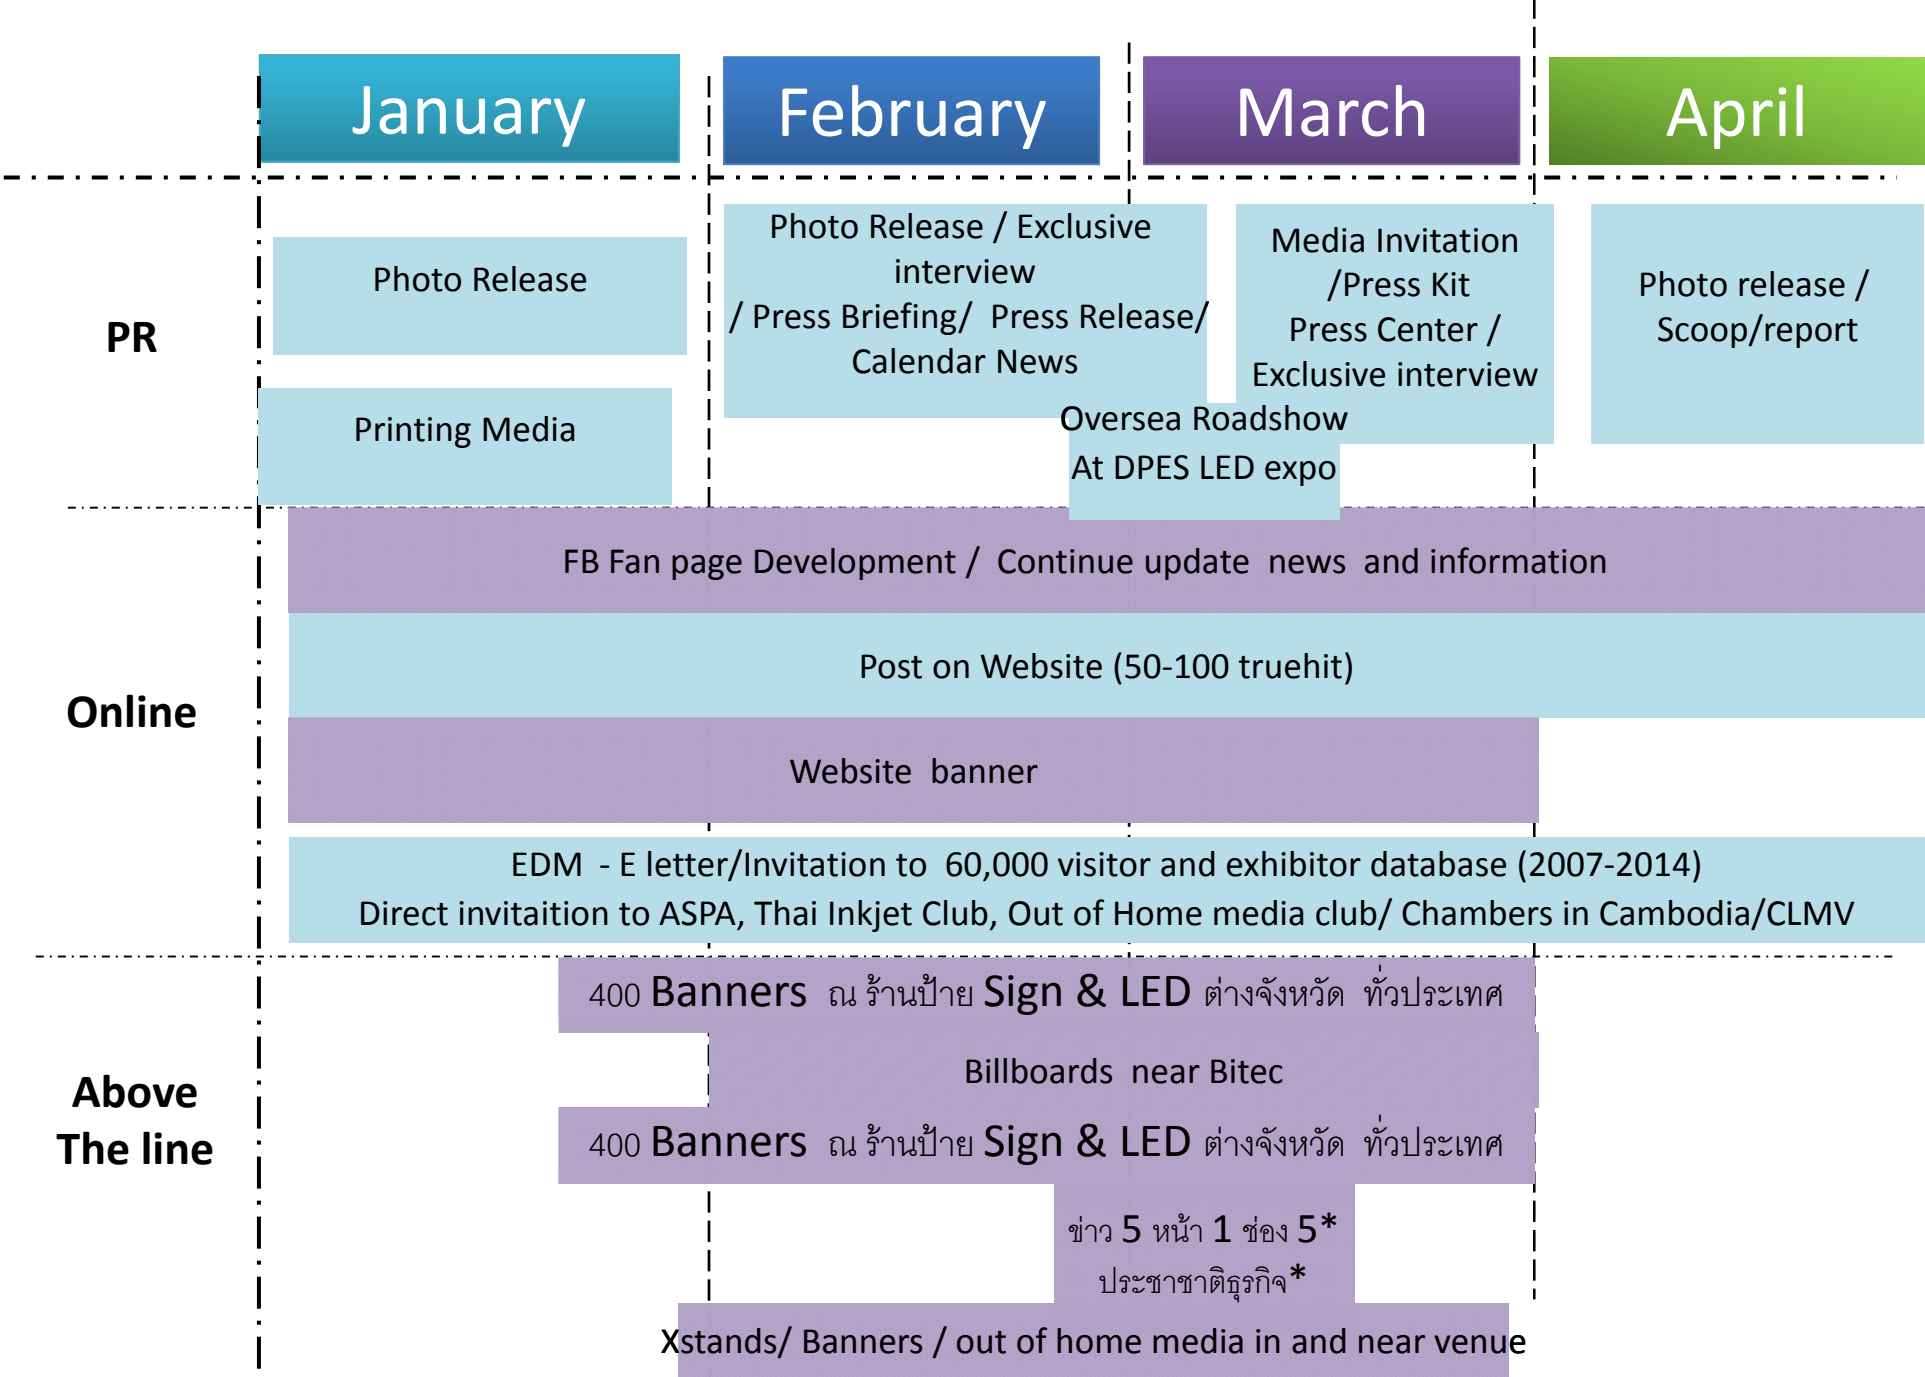 January
February
March
April
PR
Photo Release
Printing Media
Photo Release / Exclusive
interview
/ Press Briefing/ Press Release/
Calendar News
Media Invitation
/Press Kit
Press Center /
Exclusive interview
Oversea Roadshow
At DPES LED expo
Photo release /
Scoop/report
Online
FB Fan page Development / Continue update news and information
Post on Website (50-100 truehit)
Website banner
EDM - E letter/Invitation to 60,000 visitor and exhibitor database (2007-2014)
Direct invitaition to ASPA, Thai Inkjet Club, Out of Home media club/ Chambers in Cambodia/CLMV
Above
The line
400 Banners ณ ร้านป้าย Sign & LED ต่างจังหวัด ทั่วประเทศ
Billboards near Bitec
400 Banners ณ ร้านป้าย Sign & LED ต่างจังหวัด ทั่วประเทศ
ข่าว 5 หน้า 1 ช่อง 5*
ประชาชาติธุรกิจ*
Xstands/ Banners / out of home media in and near venue